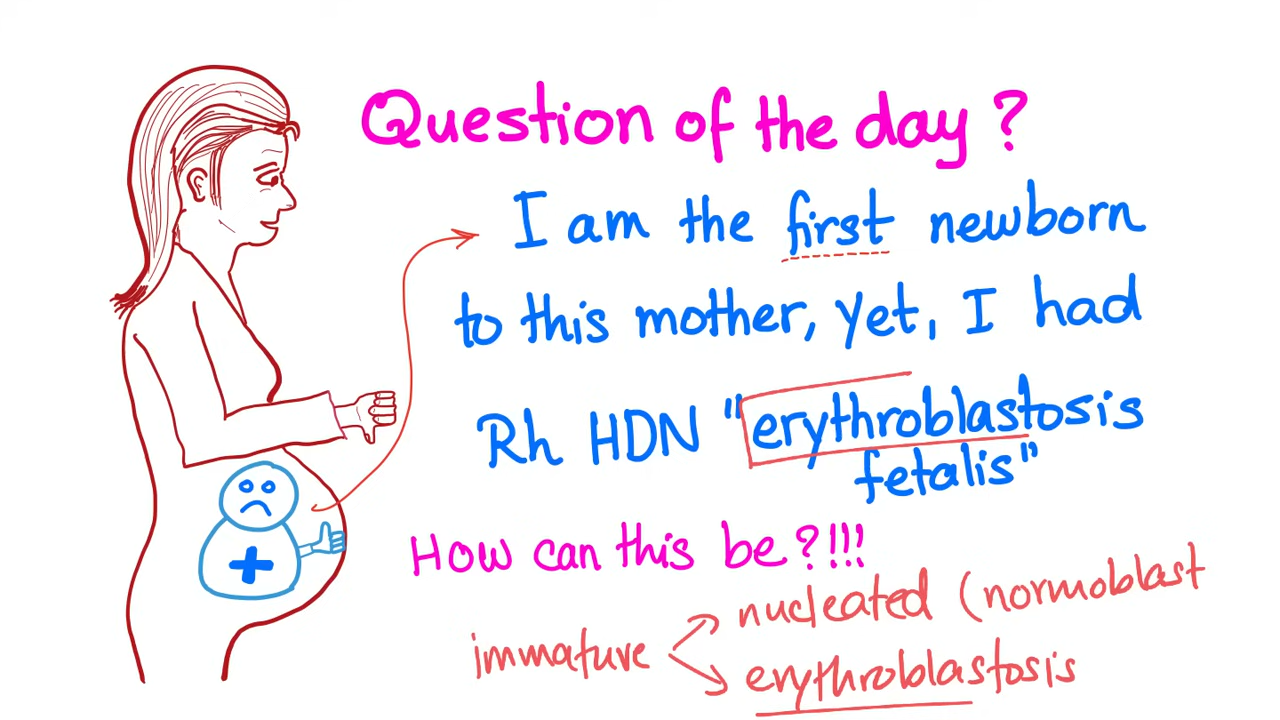 Question of the day ?
I am the first newborn
to this mother, yet, I had
Rh HDN "erythroblastosis
fetalis"
How can this be?!!!
nucleated (normoblast
immature
erythroblastosis